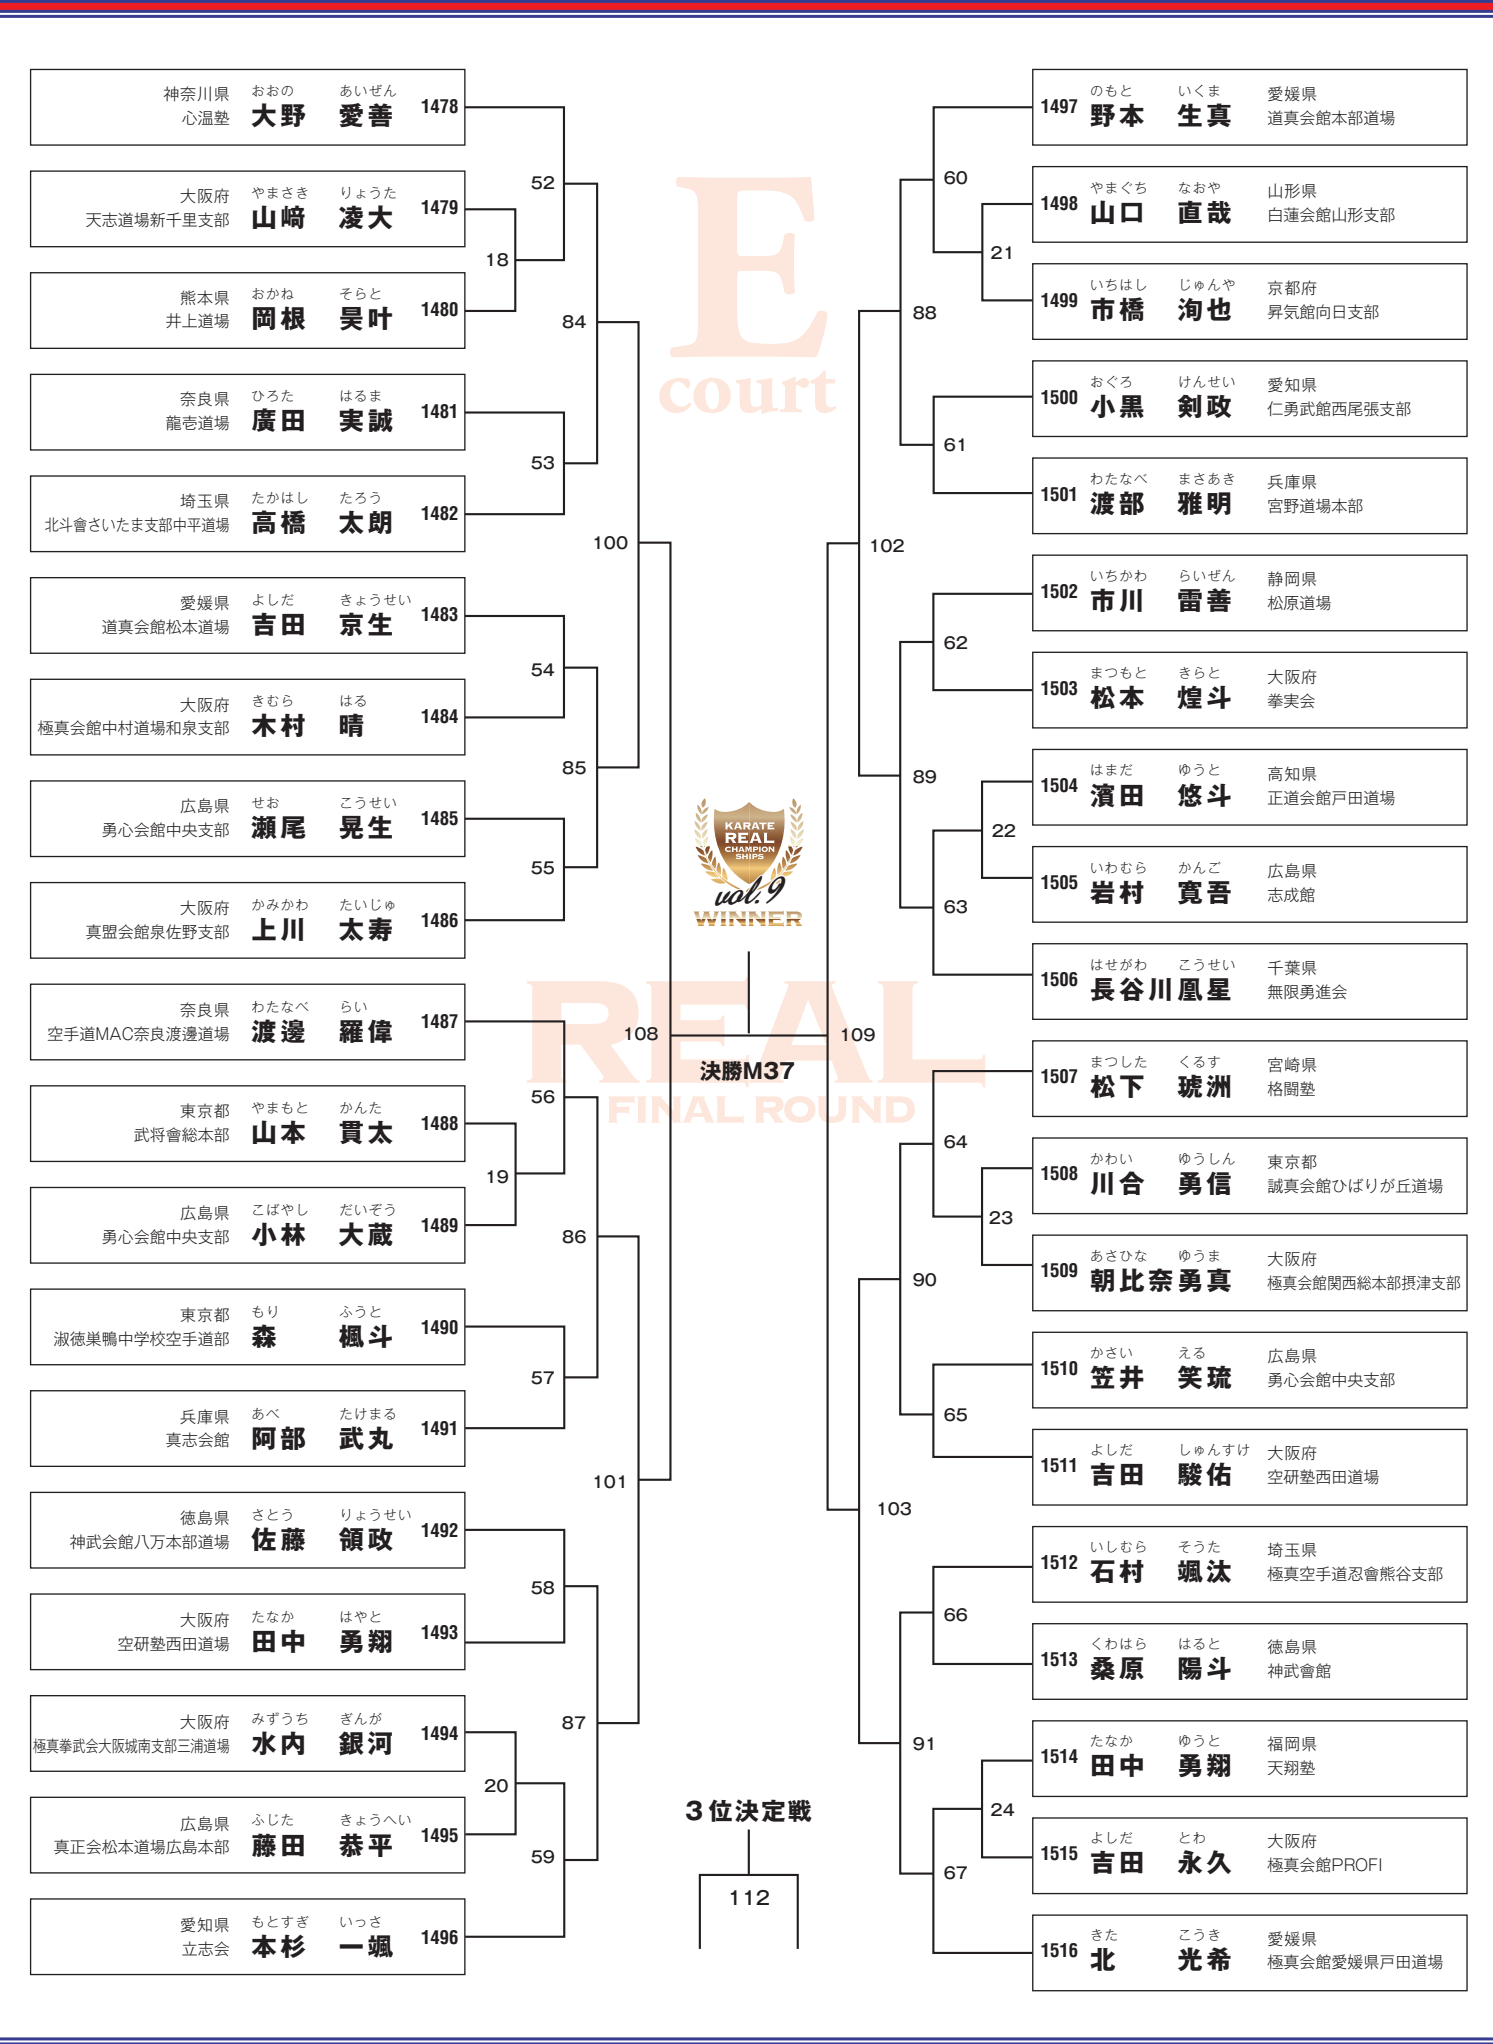 E
court
神奈川県 おおの あいぜん
心温塾 大野 愛善 1478
大阪府 やまさき りょうた
天志道場新千里支部 山﨑 凌大 1479
熊本県 おかね そらと
井上道場 岡根 昊叶 1480
奈良県 ひろた はるま
龍壱道場 廣田 実誠 1481
埼玉県 たかはし たろう
北斗會さいたま支部中平道場 高橋 太朗 1482
愛媛県 よしだ きょうせい
道真会館松本道場 吉田 京生 1483
大阪府 きむら はる
極真会館中村道場和泉支部 木村 晴 1484
広島県 せお こうせい
勇心会館中央支部 瀬尾 晃生 1485
大阪府 かみかわ たいじゅ
真盟会館泉佐野支部 上川 太寿 1486
奈良県 わたなべ らい
空手道MAC奈良渡邊道場 渡邊 羅偉 1487
東京都 やまもと かんた
武将會総本部 山本 貫太 1488
広島県 こばやし だいぞう
勇心会館中央支部 小林 大蔵 1489
東京都 もり ふうと
淑徳巣鴨中学校空手道部 森 楓斗 1490
兵庫県 あべ たけまる
真志会館 阿部 武丸 1491
徳島県 さとう りょうせい
神武会館八万本部道場 佐藤 領政 1492
大阪府 たなか はやと
空研塾西田道場 田中 勇翔 1493
大阪府 みずうち ぎんが
極真拳武会大阪城南支部三浦道場 水内 銀河 1494
広島県 ふじた きょうへい
真正会松本道場広島本部 藤田 恭平 1495
愛知県 もとすぎ いっさ
立志会 本杉 一颯 1496
52
18
84
53
100
54
85
55
108
56
19
86
57
101
58
87
20
59
KARATE
REAL
CHAMPION
SHIPS
vol.9
WINNER
REAL
FINAL ROUND
決勝M37
3位決定戦
112
60
21
88
61
102
62
89
22
63
109
64
23
90
65
103
66
91
24
67
のもと いくま 愛媛県
1497 野本 生真 道真会館本部道場
やまぐち なおや 山形県
1498 山口 直哉 白蓮会館山形支部
いちはし じゅんや 京都府
1499 市橋 洵也 昇気館向日支部
おぐろ けんせい 愛知県
1500 小黒 剣政 仁勇武館西尾張支部
わたなべ まさあき 兵庫県
1501 渡部 雅明 宮野道場本部
いちかわ らいぜん 静岡県
1502 市川 雷善 松原道場
まつもと きらと 大阪府
1503 松本 煌斗 拳実会
はまだ ゆうと 高知県
1504 濱田 悠斗 正道会館戸田道場
いわむら かんご 広島県
1505 岩村 寛吾 志成館
はせがわ こうせい 千葉県
1506 長谷川凰星 無限勇進会
まつした くるす 宮崎県
1507 松下 琥洲 格闘塾
かわい ゆうしん 東京都
1508 川合 勇信 誠真会館ひばりが丘道場
あさひな ゆうま 大阪府
1509 朝比奈勇真 極真会館関西総本部摂津支部
かさい える 広島県
1510 笠井 笑琉 勇心会館中央支部
よしだ しゅんすけ 大阪府
1511 吉田 駿佑 空研塾西田道場
いしむら そうた 埼玉県
1512 石村 颯汰 極真空手道忍會熊谷支部
くわはら はると 徳島県
1513 桑原 陽斗 神武會館
たなか ゆうと 福岡県
1514 田中 勇翔 天翔塾
よしだ とわ 大阪府
1515 吉田 永久 極真会館PROFI
きた こうき 愛媛県
1516 北 光希 極真会館愛媛県戸田道場